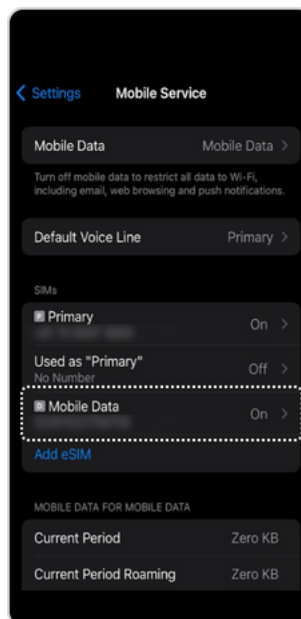 Settings
Mobile Service
Mobile Data
Mobile Data
Turn off mobile data to restrict all data to Wi-Fi,
including email, web browsing and push notifications.
Default Voice Line
Primary
SIMs
P Primary
On
Used as "Primary"
Off
No Number
D Mobile Data
On
Add eSIM
MOBILE DATA FOR MOBILE DATA
Current Period
Zero KB
Current Period Roaming
Zero KB